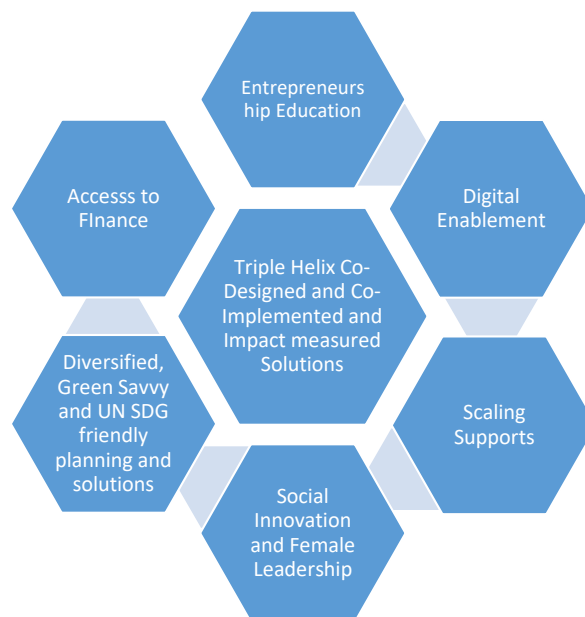 Entrepreneurs
hip Education
Digital
Enablement
Scaling
Supports
Social
Innovation
and Female
Leadership
Diversified,
Green Savvy
and UN SDG
friendly
planning and
solutions
Accesss to
FInance
Triple Helix Co-
Designed and Co-
Implemented and
Impact measured
Solutions